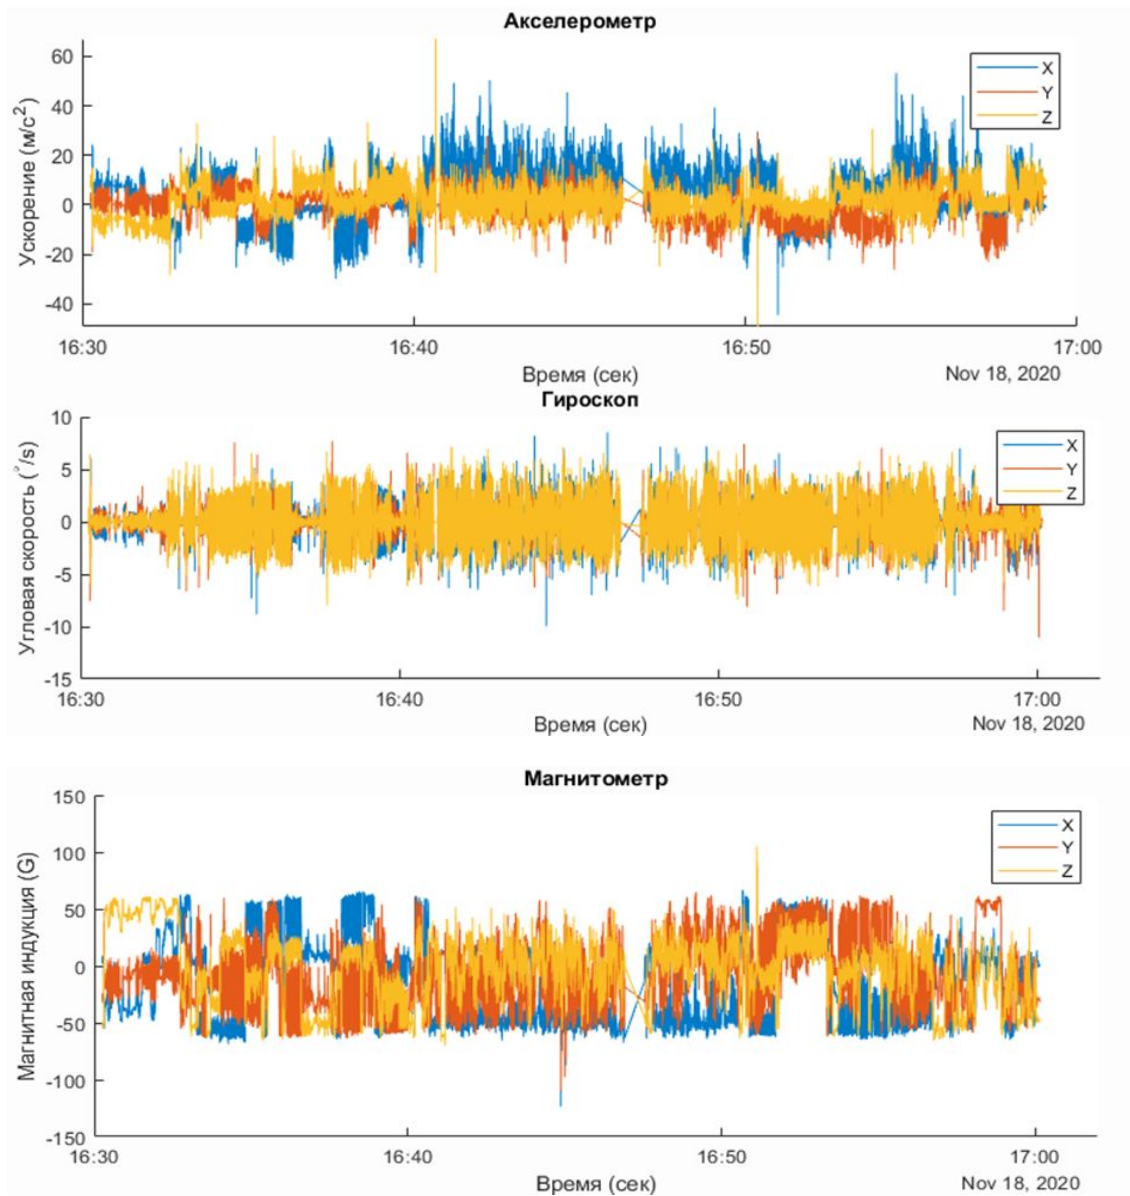 Акселерометр
Ускорение (м/с²)
60
40
20
0
-20
-40
X
Y
Z
16:30
16:40
16:50
17:00
Время (сек)
Nov 18, 2020
Гироскоп
Угловая скорость (°/s)
10
5
0
-5
-10
-15
X
Y
Z
16:30
16:40
16:50
17:00
Время (сек)
Nov 18, 2020
Магнитометр
Магнитная индукция (G)
150
100
50
0
-50
-100
-150
X
Y
Z
16:30
16:40
16:50
17:00
Время (сек)
Nov 18, 2020